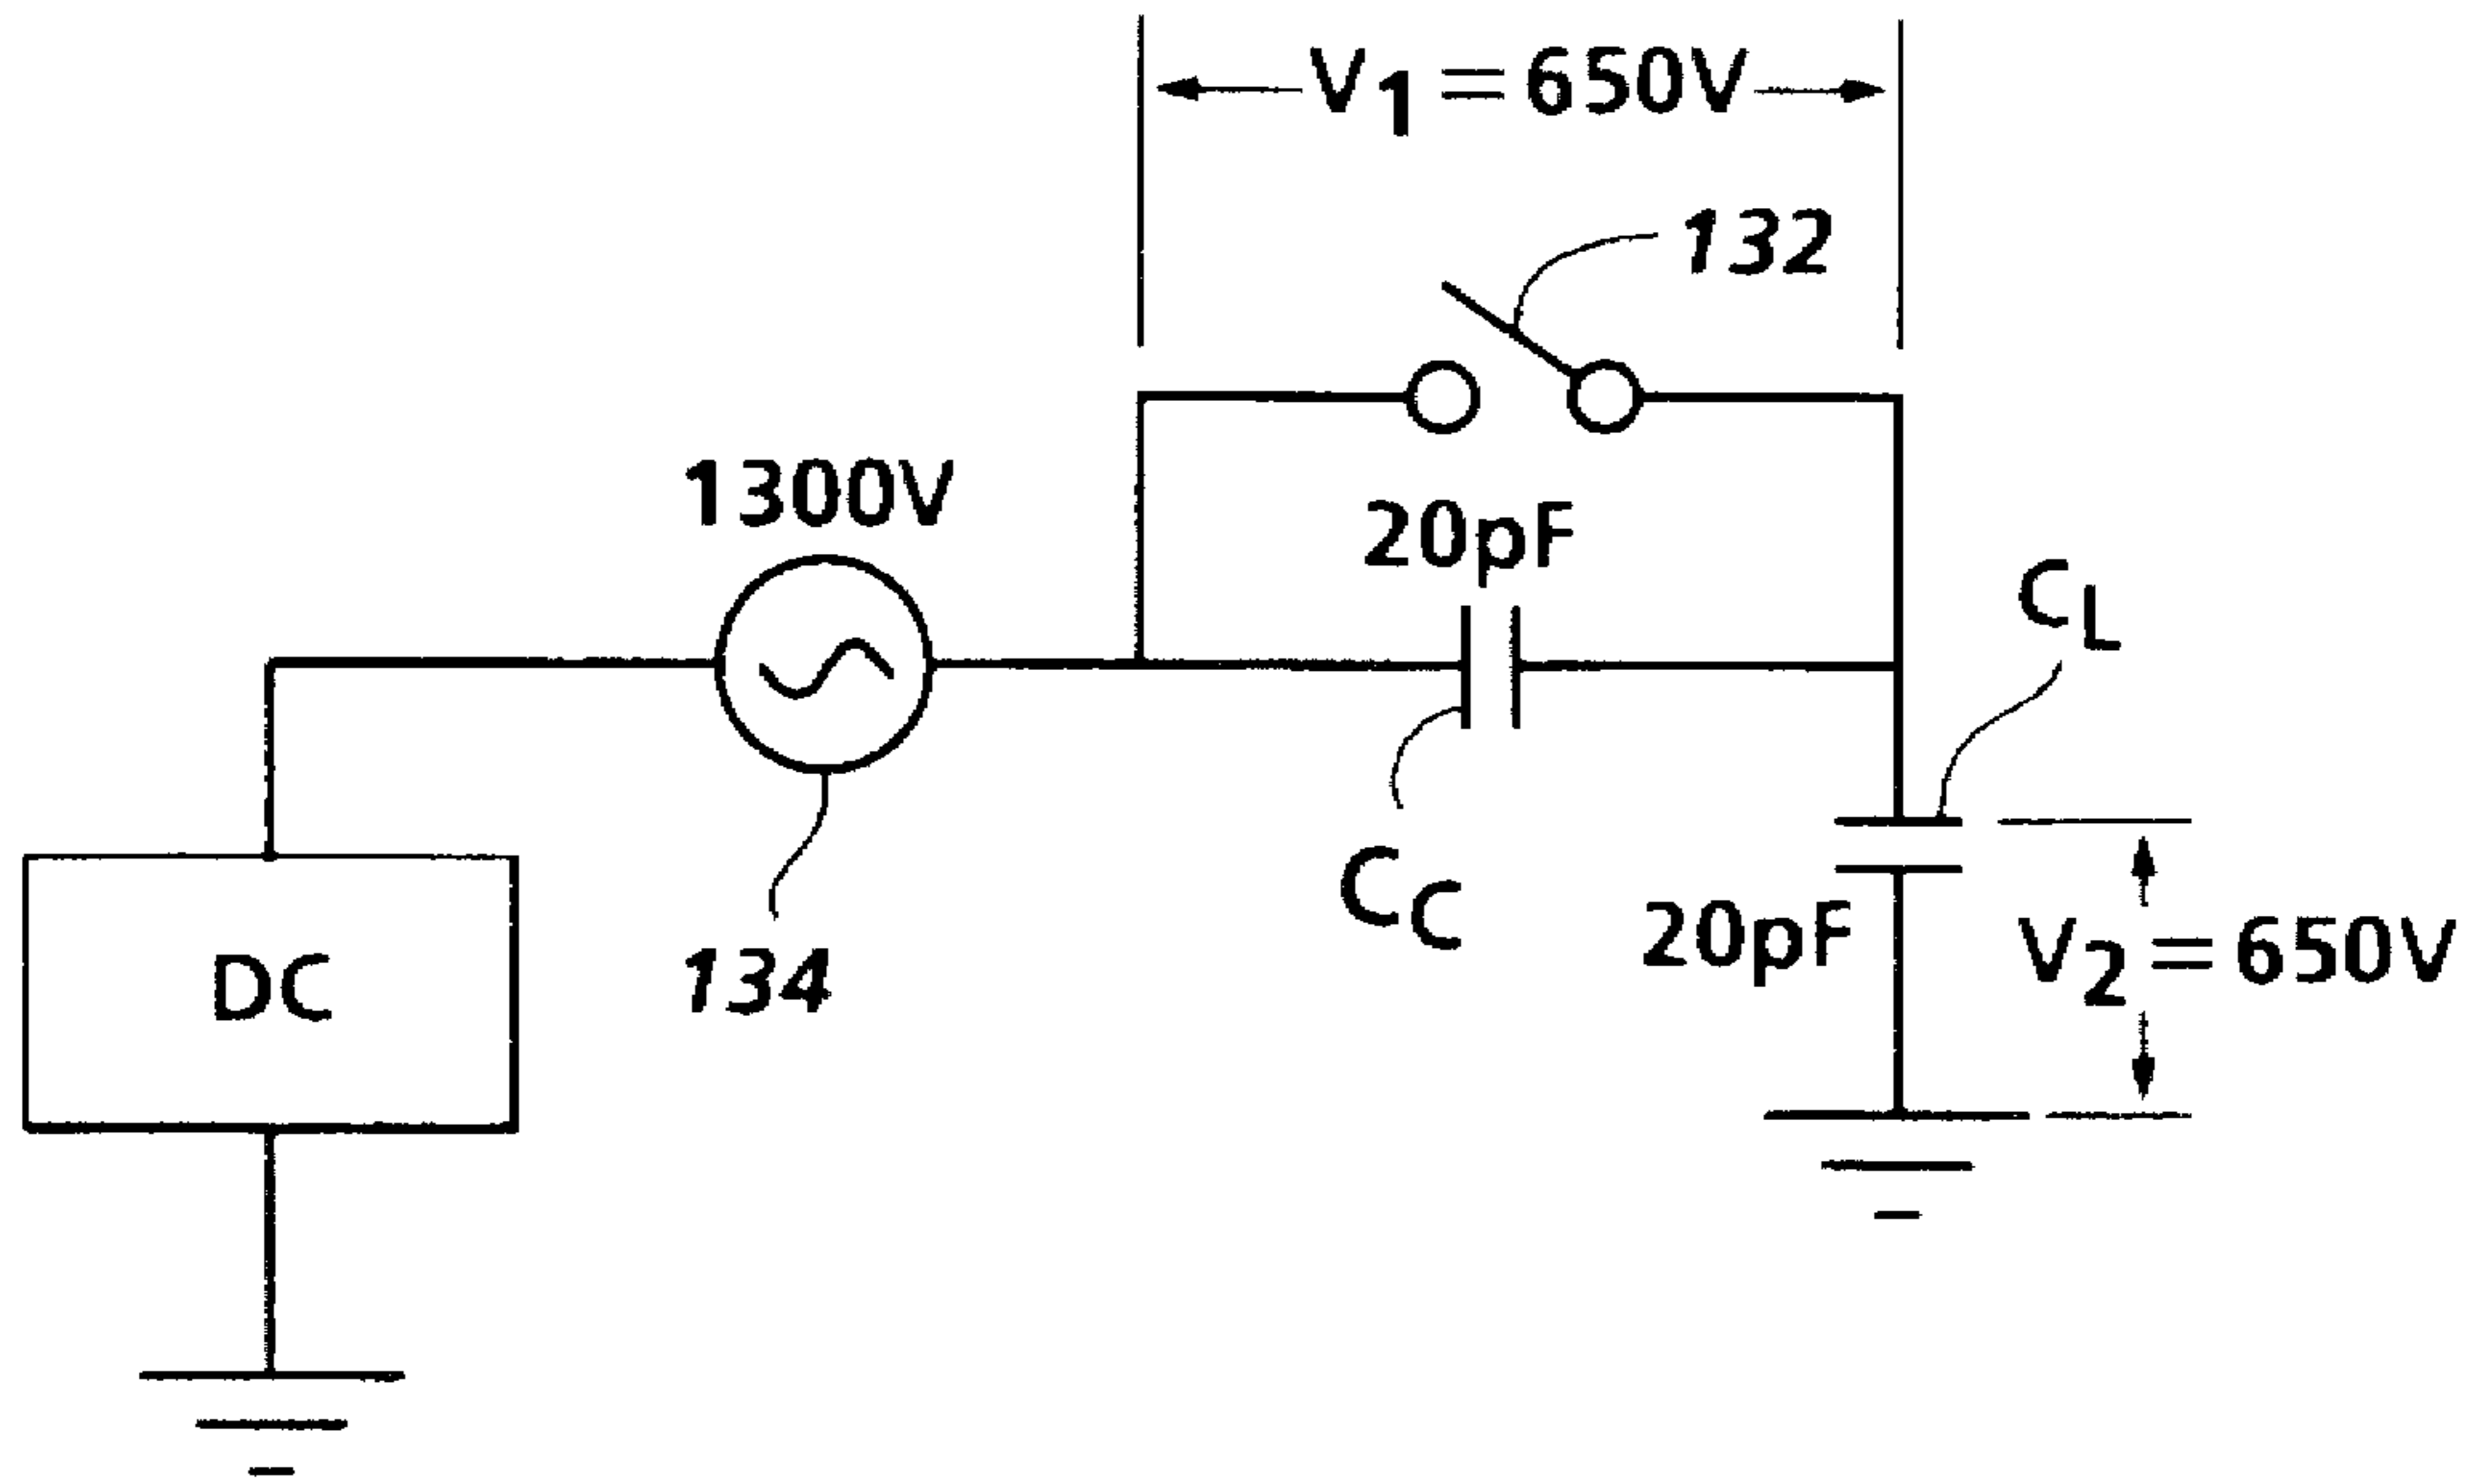 V1 = 650V
132
1300V
20pF
CL
CC
20pF
V2 = 650V
134
DC